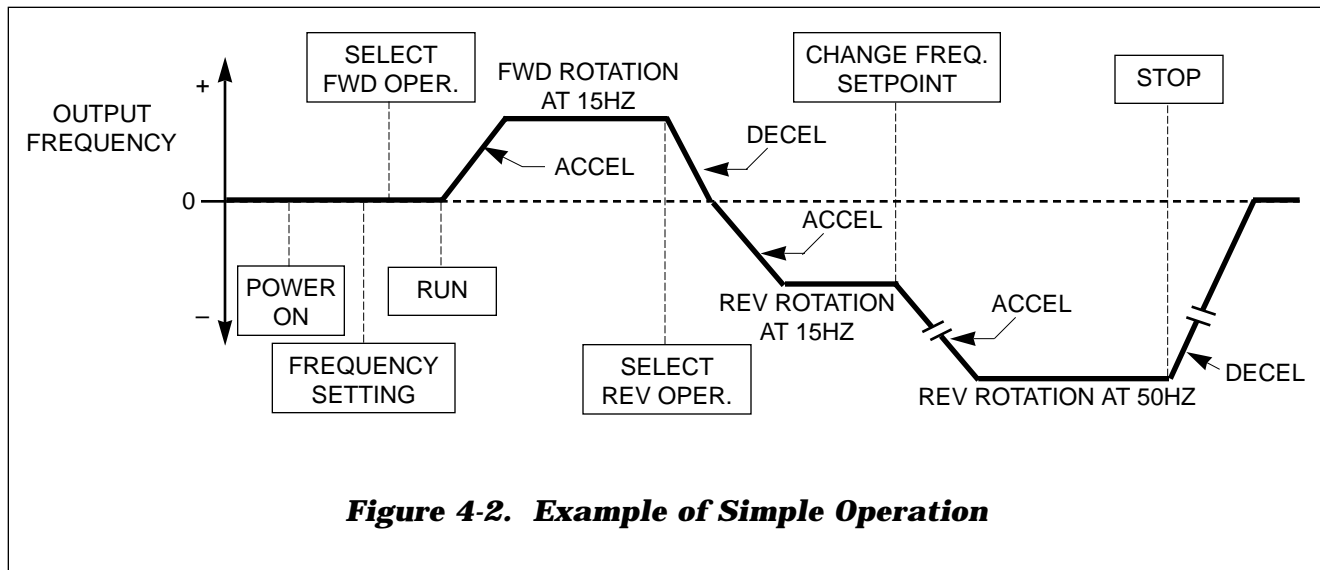 SELECT
FWD OPER.
FWD ROTATION
AT 15HZ
CHANGE FREQ.
SETPOINT
STOP
+
OUTPUT
FREQUENCY
DECEL
ACCEL
0
ACCEL
POWER
ON
RUN
–
REV ROTATION
AT 15HZ
ACCEL
FREQUENCY
SETTING
SELECT
REV OPER.
REV ROTATION AT 50HZ
DECEL
Figure 4-2. Example of Simple Operation